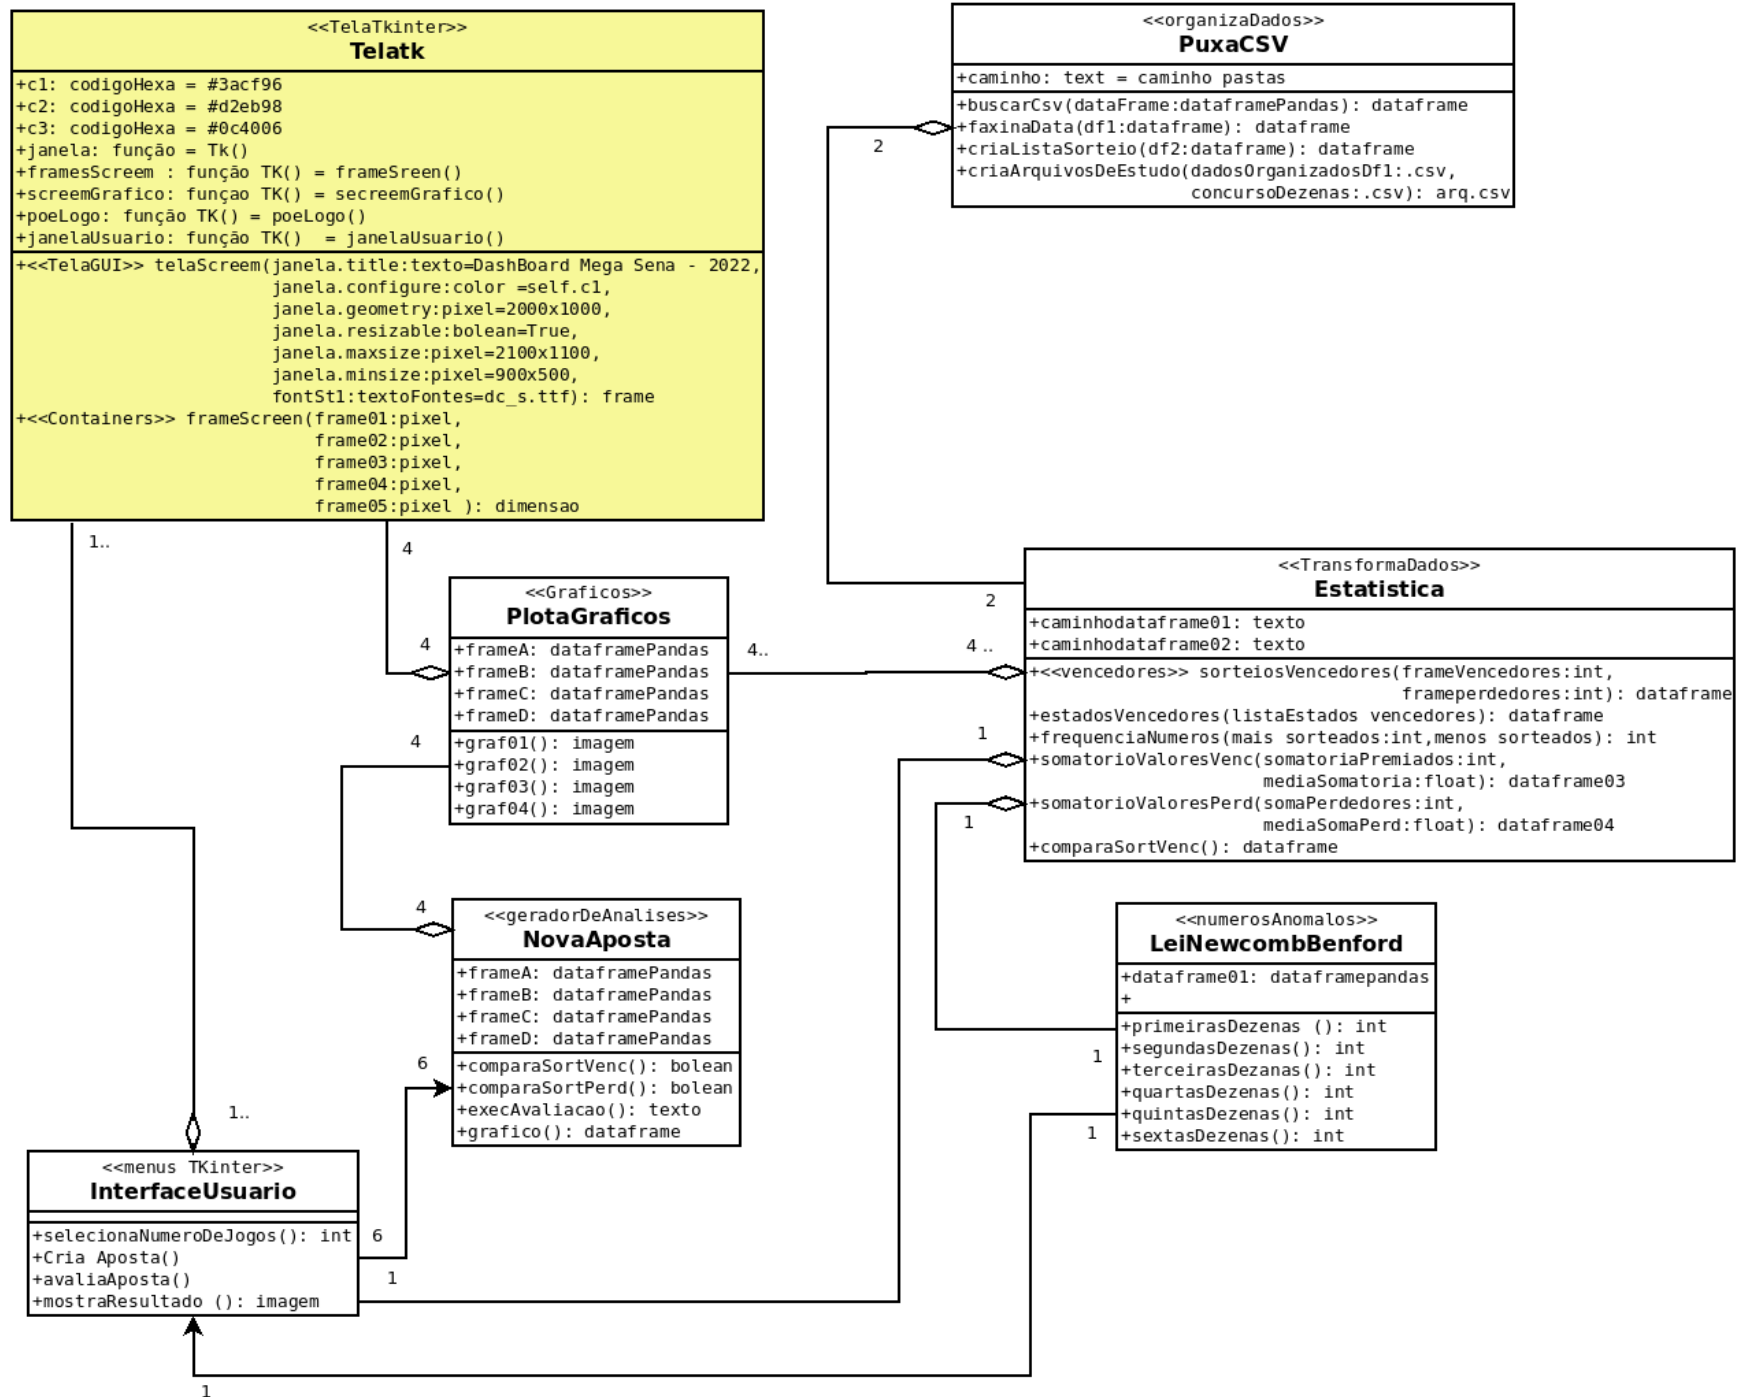 <<TelaTkinter>>
Telatk
+c1: codigoHexa = #3acf96
+c2: codigoHexa = #d2eb98
+c3: codigoHexa = #0c4006
+janela: função = Tk()
+framesScreem : função TK() = frameSreen()
+screemGrafico: funçao TK() = secreemGrafico()
+poeLogo: função TK() = poeLogo()
+janelaUsuario: função TK()  = janelaUsuario()
+<<TelaGUI>> telaScreem(janela.title:texto=DashBoard Mega Sena - 2022,
janela.configure:color =self.c1,
janela.geometry:pixel=2000x1000,
janela.resizable:bolean=True,
janela.maxsize:pixel=2100x1100,
janela.minsize:pixel=900x500,
fontSt1:textoFontes=dc_s.ttf): frame
+<<Containers>> frameScreen(frame01:pixel,
frame02:pixel,
frame03:pixel,
frame04:pixel,
frame05:pixel ): dimensao
<<organizaDados>>
PuxaCSV
+caminho: text = caminho pastas
+buscarCsv(dataFrame:dataframePandas): dataframe
+faxinaData(df1:dataframe): dataframe
+criaListaSorteio(df2:dataframe): dataframe
+criaArquivosDeEstudo(dadosOrganizadosDf1:.csv,
concursoDezenas:.csv): arq.csv
2
2
1..
4
4
<<Graficos>>
PlotaGraficos
+frameA: dataframePandas
+frameB: dataframePandas
+frameC: dataframePandas
+frameD: dataframePandas
+graf01(): imagem
+graf02(): imagem
+graf03(): imagem
+graf04(): imagem
4..
4 ..
4
4
<<TransformaDados>>
Estatistica
+caminhodataframe01: texto
+caminhodataframe02: texto
+<<vencedores>> sorteiosVencedores(frameVencedores:int,
frameperdedores:int): dataframe
+estadosVencedores(listaEstados vencedores): dataframe
+frequenciaNumeros(mais sorteados:int,menos sorteados): int
+somatorioValoresVenc(somatoriaPremiados:int,
mediaSomatoria:float): dataframe03
+somatorioValoresPerd(somaPerdedores:int,
mediaSomaPerd:float): dataframe04
+comparaSortVenc(): dataframe
1
1
<<geradorDeAnalises>>
NovaAposta
+frameA: dataframePandas
+frameB: dataframePandas
+frameC: dataframePandas
+frameD: dataframePandas
+comparaSortVenc(): bolean
+comparaSortPerd(): bolean
+execAvaliacao(): texto
+grafico(): dataframe
6
<<numerosAnomalos>>
LeiNewcombBenford
+dataframe01: dataframepandas
+
+primeirasDezenas (): int
+segundasDezenas(): int
+terceirasDezanas(): int
+quartasDezenas(): int
+quintasDezenas(): int
+sextasDezenas(): int
1
1
1..
<<menus TKinter>>
InterfaceUsuario
+selecionaNumeroDeJogos(): int
+Cria Aposta()
+avaliaAposta()
+mostraResultado (): imagem
6
1
1